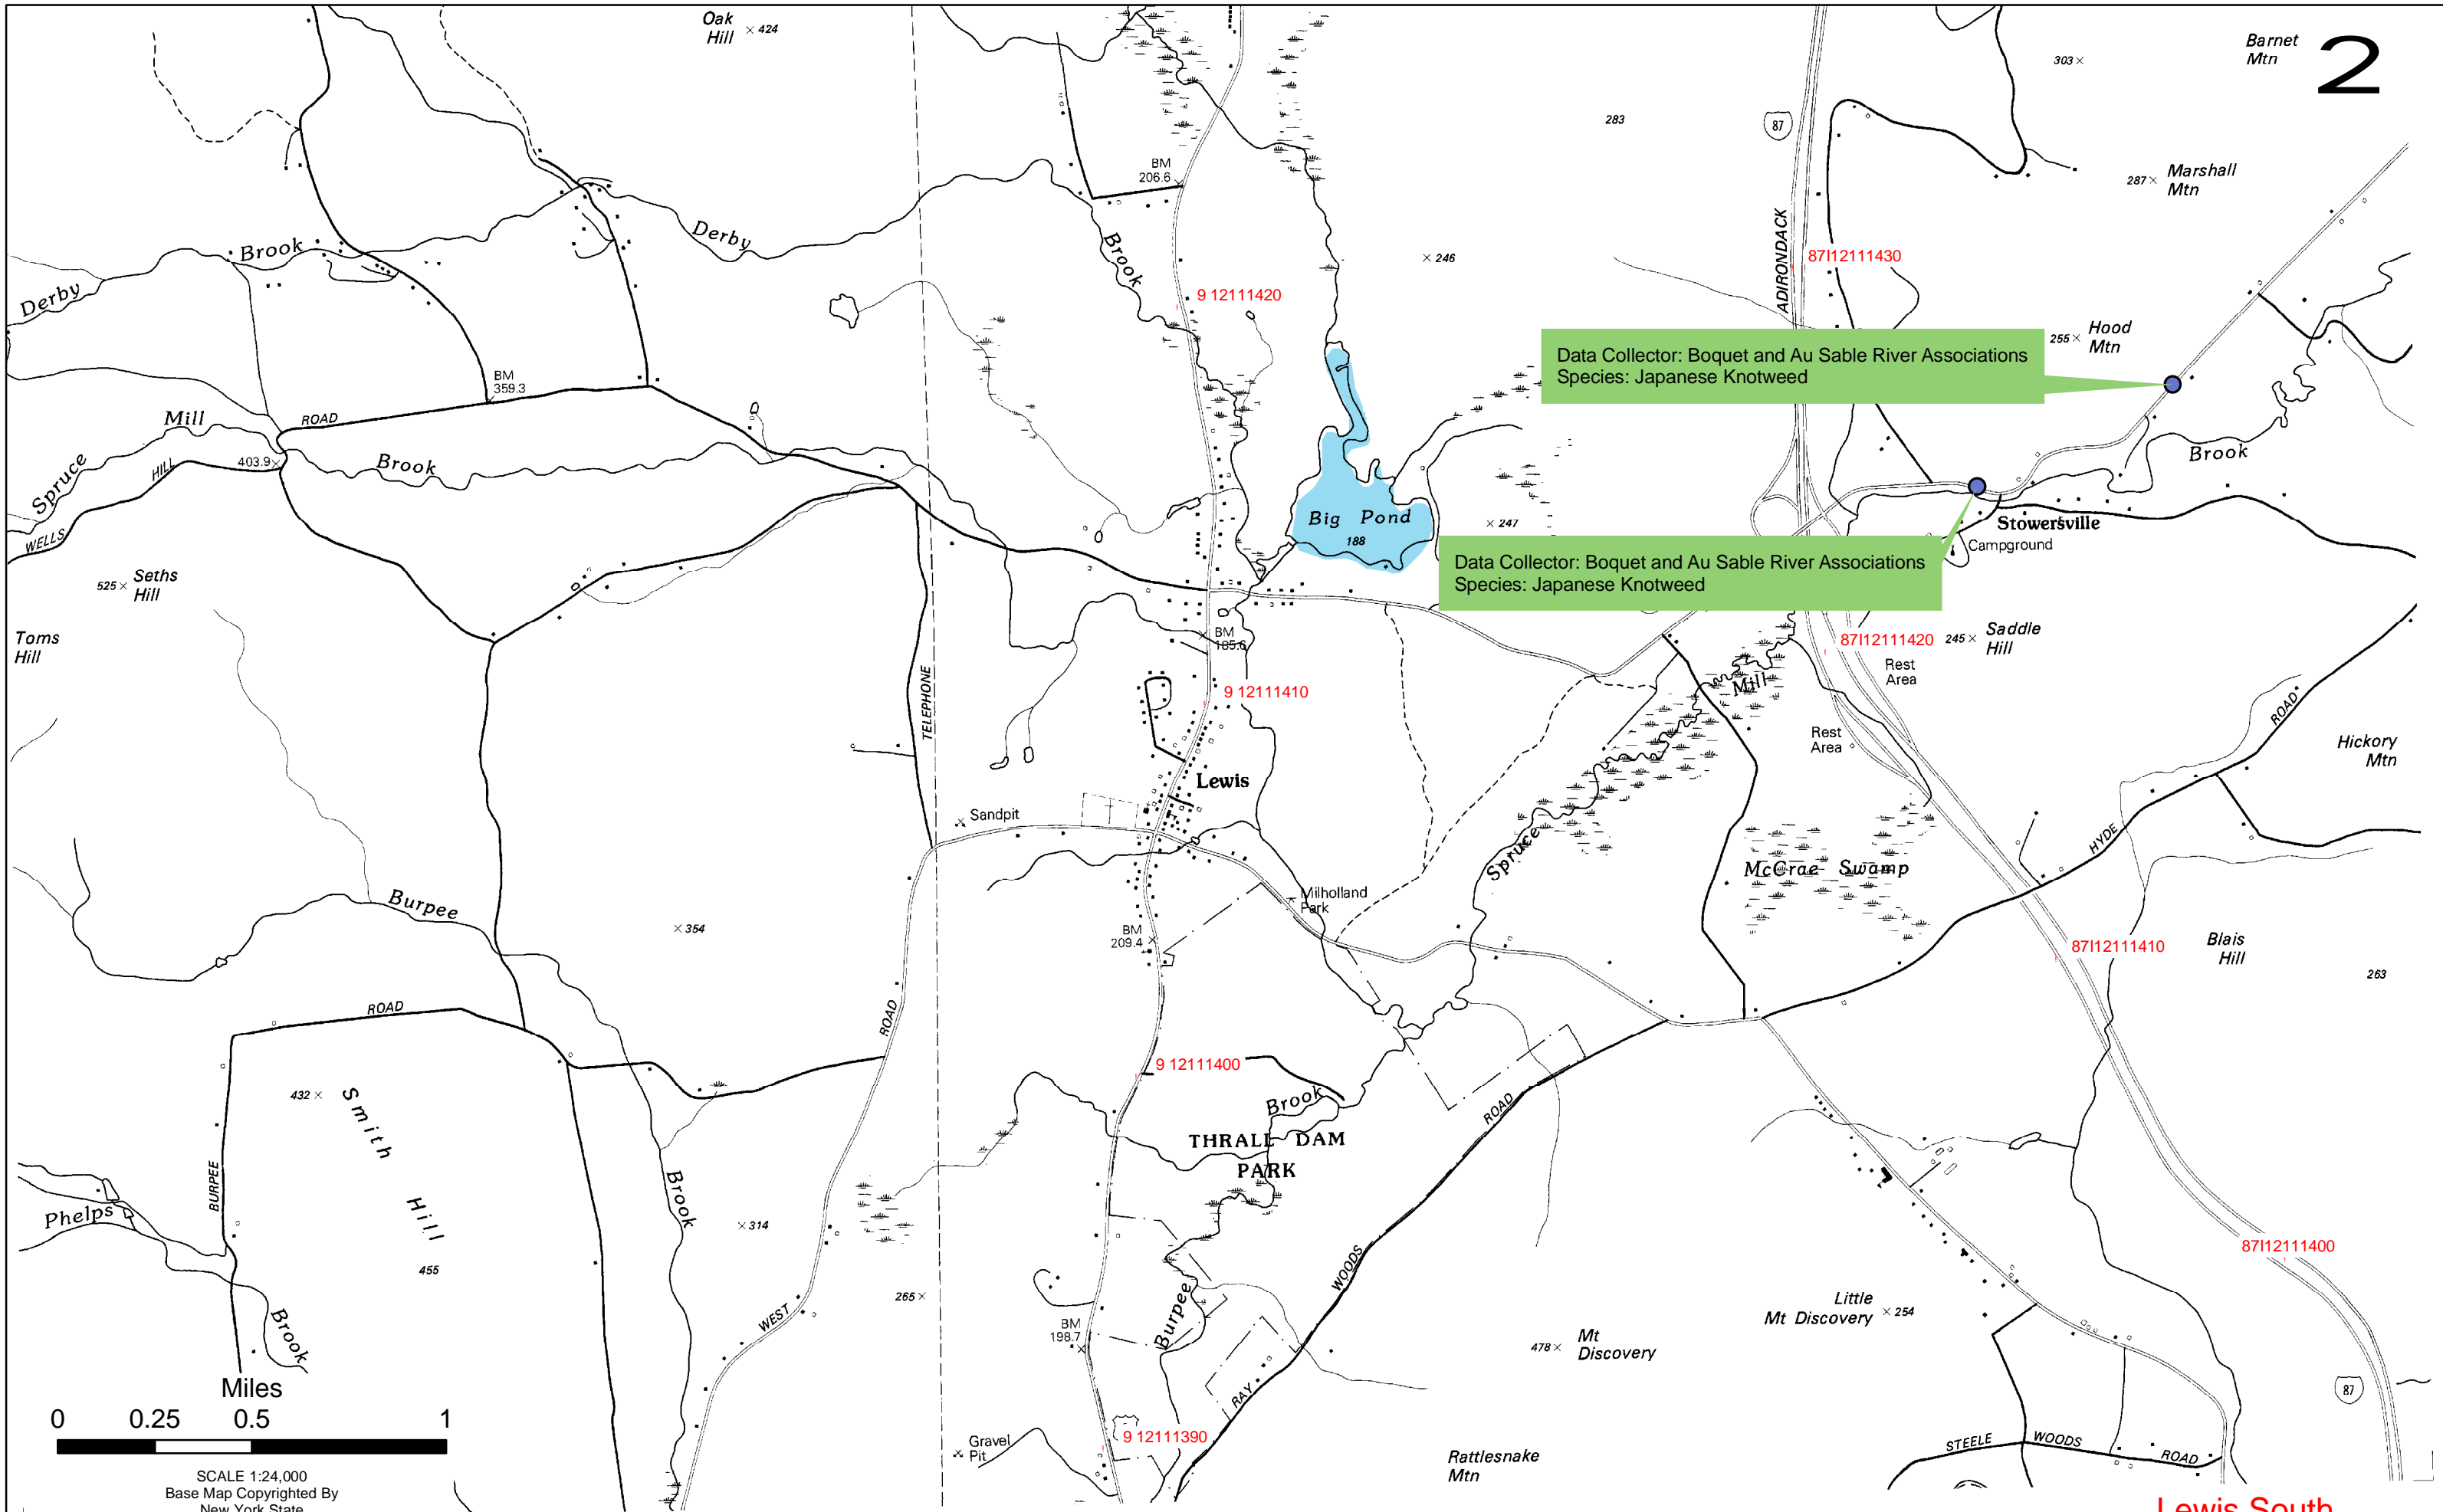 Oak
Hill
424
303
Barnet
Mtn
2
283
87
BM
206.6
287
Marshall
Mtn
Derby
Brook
Derby
Brook
246
ADIRONDACK
87I12111430
9 12111420
255
Hood
Mtn
Data Collector: Boquet and Au Sable River Associations
Species: Japanese Knotweed
BM
359.3
ROAD
Mill
Spruce
HILL
403.9
Brook
WELLS
Brook
Big Pond
188
247
Stowersville
Campground
Data Collector: Boquet and Au Sable River Associations
Species: Japanese Knotweed
525
Seths
Hill
Toms
Hill
BM
185.6
87I12111420
245
Saddle
Hill
Rest
Area
TELEPHONE
9 12111410
Mill
Rest
Area
ROAD
Hickory
Mtn
Lewis
Sandpit
HYDE
Spruce
McCrae Swamp
Milholland
Park
Burpee
354
BM
209.4
87I12111410
Blais
Hill
263
ROAD
ROAD
9 12111400
432
Smith
Hill
455
Brook
ROAD
THRALL DAM
PARK
BURPEE
Phelps
Brook
314
WOODS
87I12111400
265
WEST
Burpee
BM
198.7
Little
Mt Discovery
254
Brook
478
Mt
Discovery
Miles
0 0.25 0.5 1
RAY
87
Gravel
Pit
9 12111390
Rattlesnake
Mtn
STEELE WOODS ROAD
SCALE 1:24,000
Base Map Copyrighted By
New York State
Lewis South